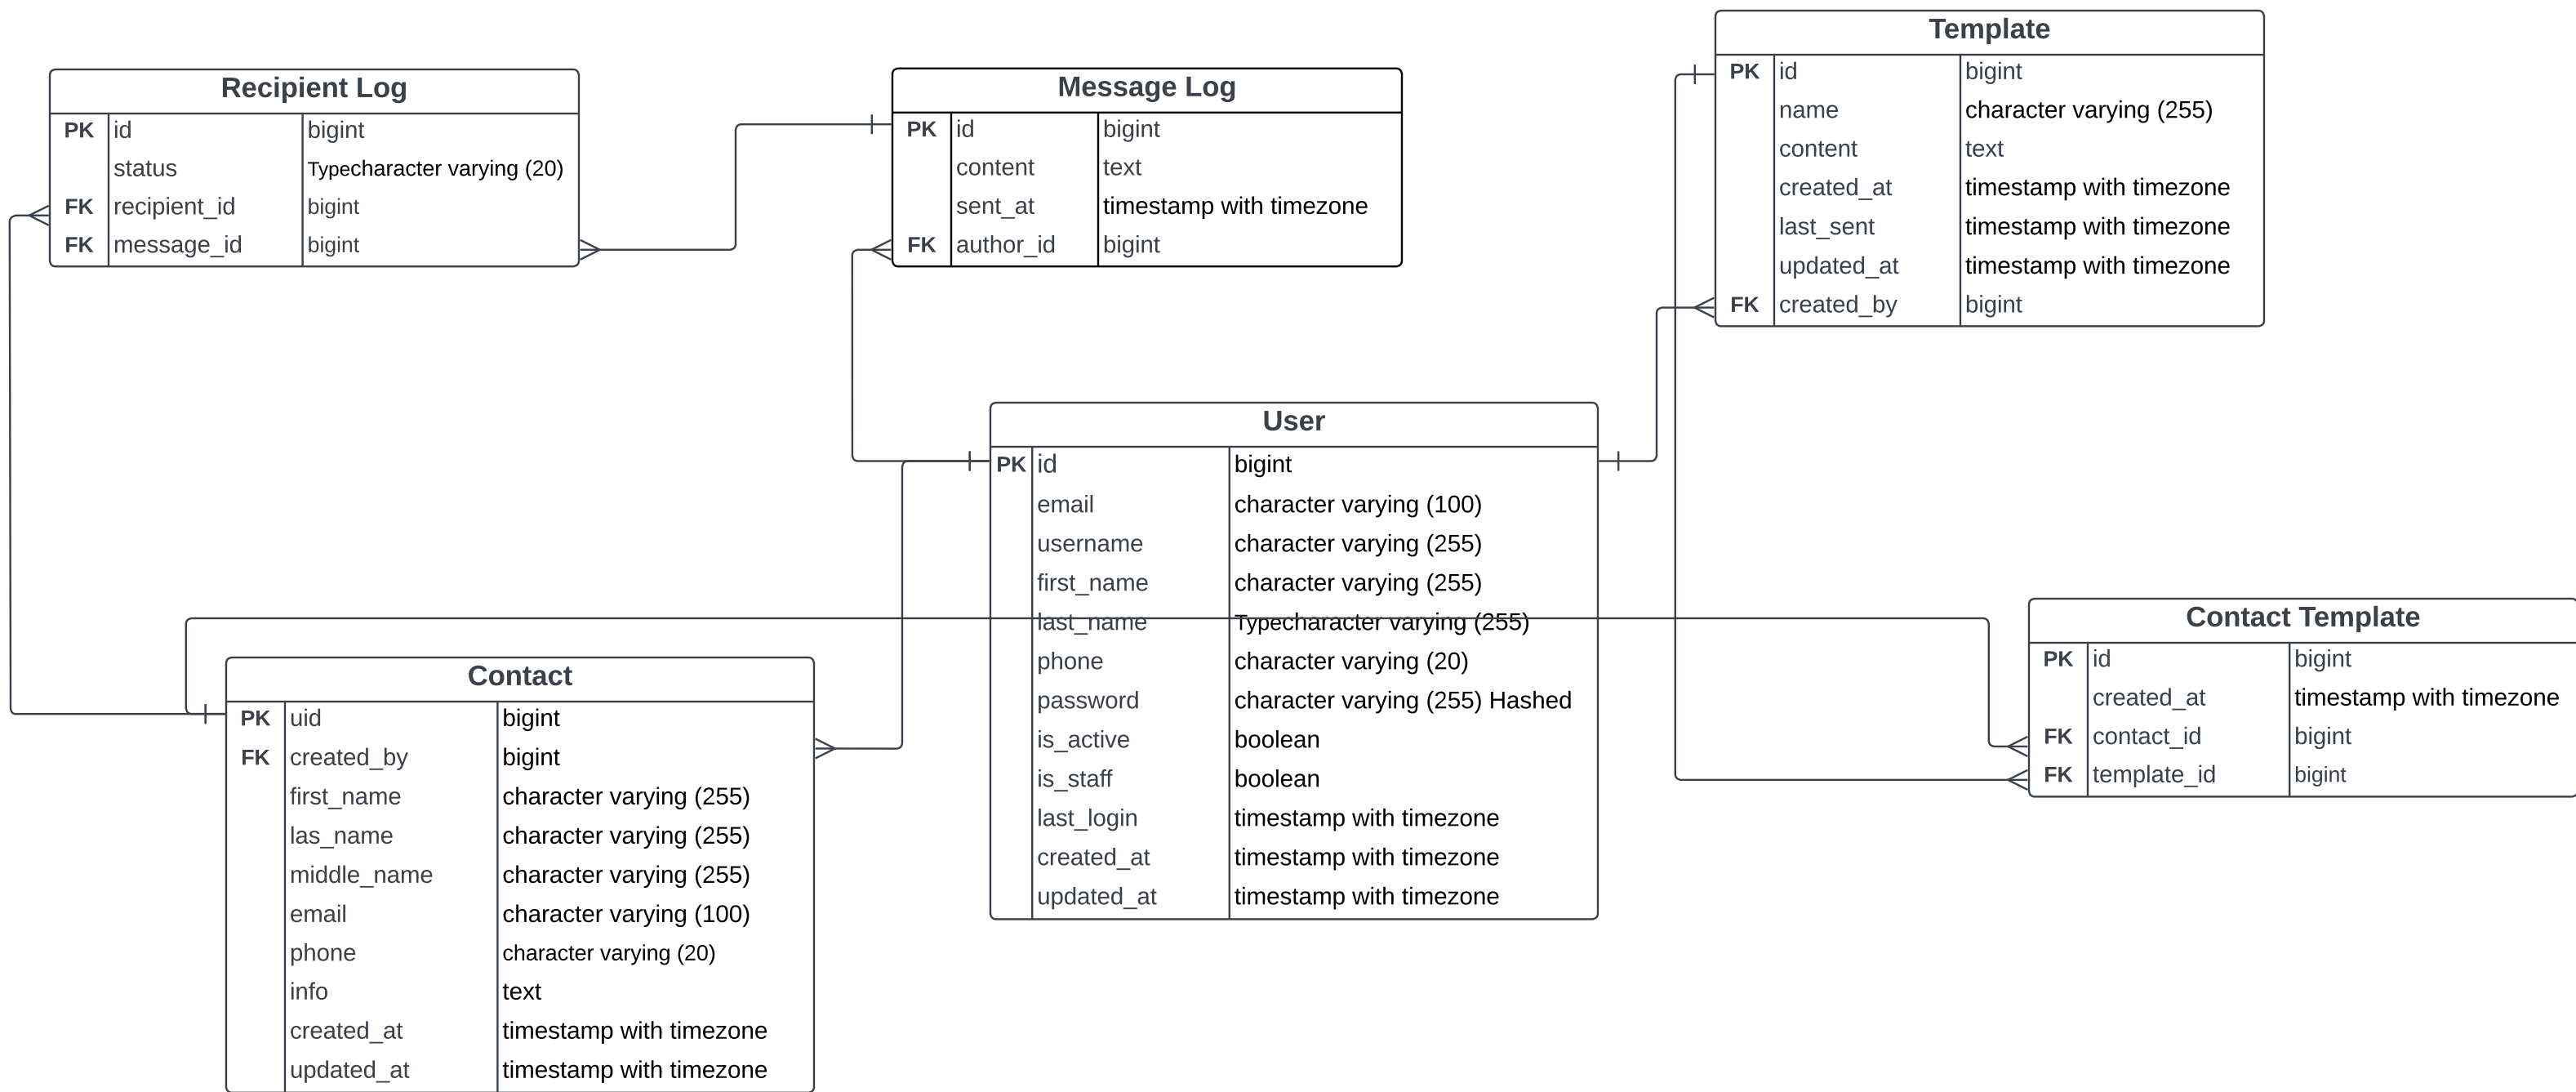 Recipient Log
PK id bigint
status Typecharacter varying (20)
FK recipient_id bigint
FK message_id bigint
Message Log
PK id bigint
content text
sent_at timestamp with timezone
FK author_id bigint
Template
PK id bigint
name character varying (255)
content text
created_at timestamp with timezone
last_sent timestamp with timezone
updated_at timestamp with timezone
FK created_by bigint
User
PK id bigint
email character varying (100)
username character varying (255)
first_name character varying (255)
last_name Typecharacter varying (255)
phone character varying (20)
password character varying (255) Hashed
is_active boolean
is_staff boolean
last_login timestamp with timezone
created_at timestamp with timezone
updated_at timestamp with timezone
Contact
PK uid bigint
FK created_by bigint
first_name character varying (255)
las_name character varying (255)
middle_name character varying (255)
email character varying (100)
phone character varying (20)
info text
created_at timestamp with timezone
updated_at timestamp with timezone
Contact Template
PK id bigint
created_at timestamp with timezone
FK contact_id bigint
FK template_id bigint